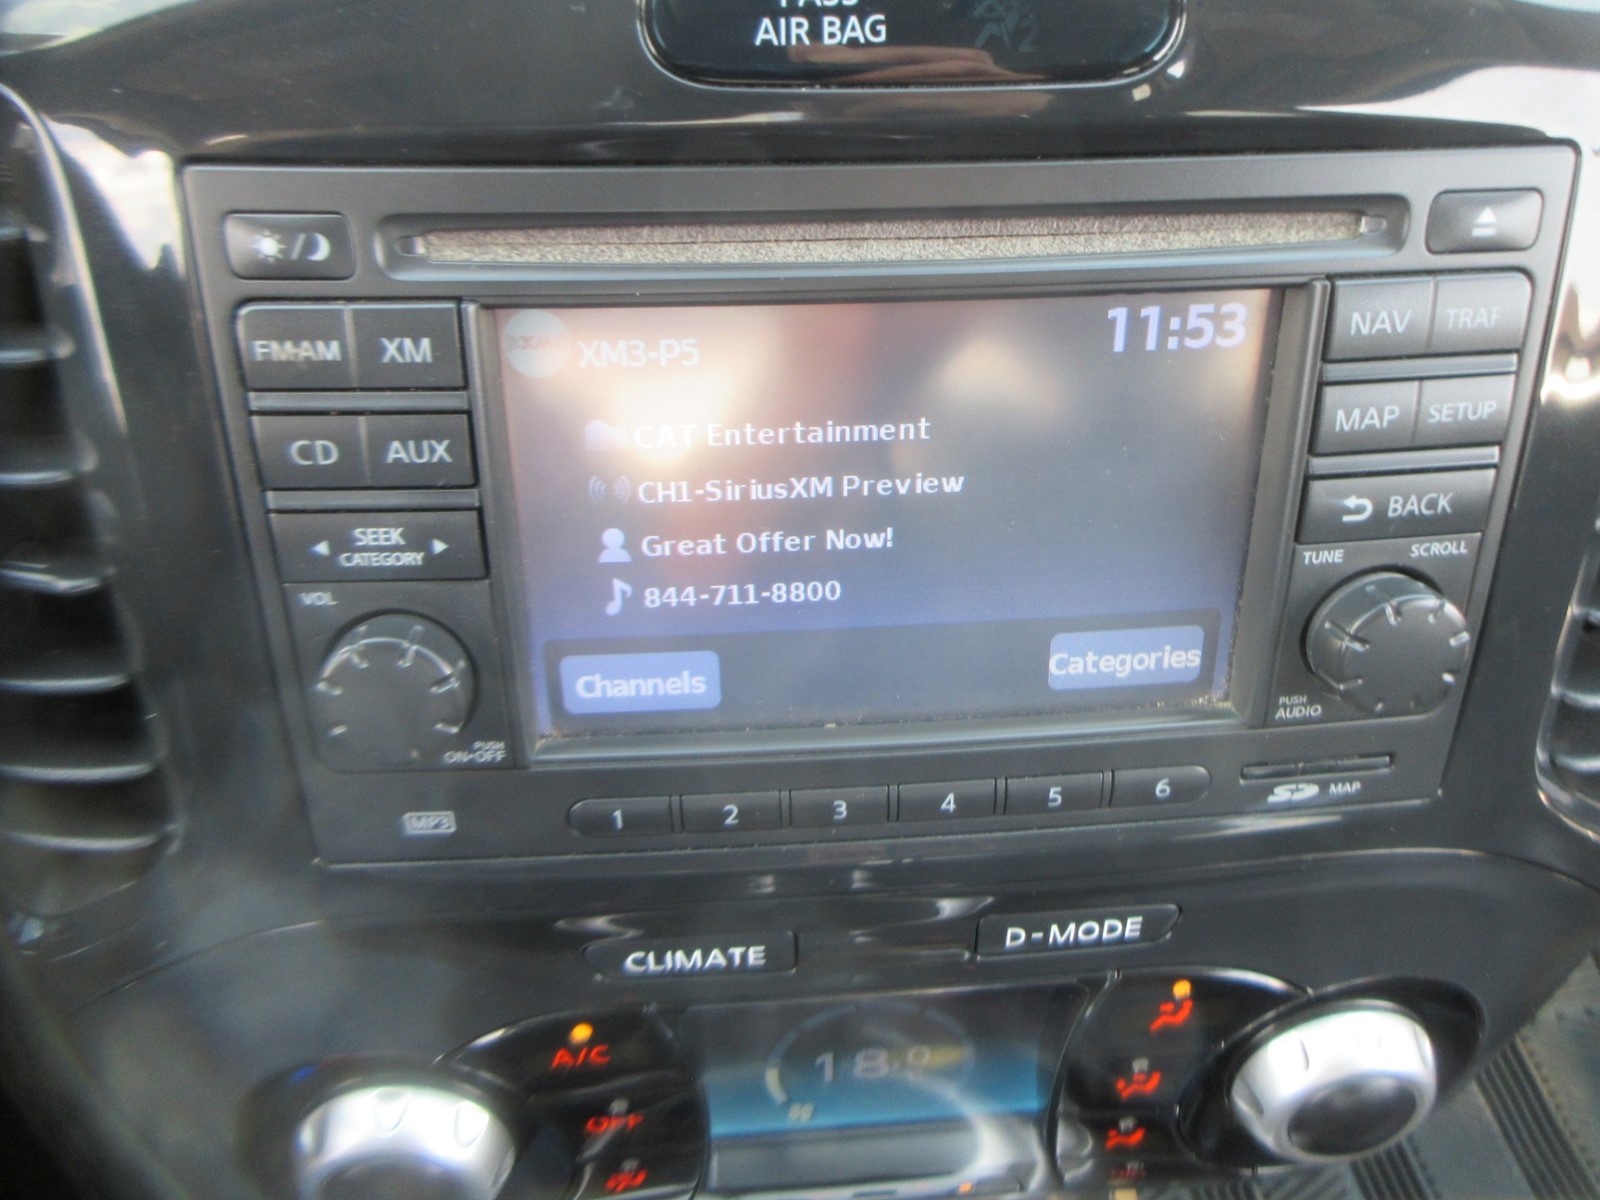 PASS
AIR BAG
FM·AM
XM
CD
AUX
SEEK
CATEGORY
VOL
PUSH
ON•OFF
MP3
XM3-P5
11:53
CAT Entertainment
CH1-SiriusXM Preview
Great Offer Now!
844-711-8800
Channels
Categories
NAV
TRAF
MAP
SETUP
BACK
TUNE
SCROLL
PUSH
AUDIO
1
2
3
4
5
6
SD
MAP
CLIMATE
D-MODE
A/C
OFF